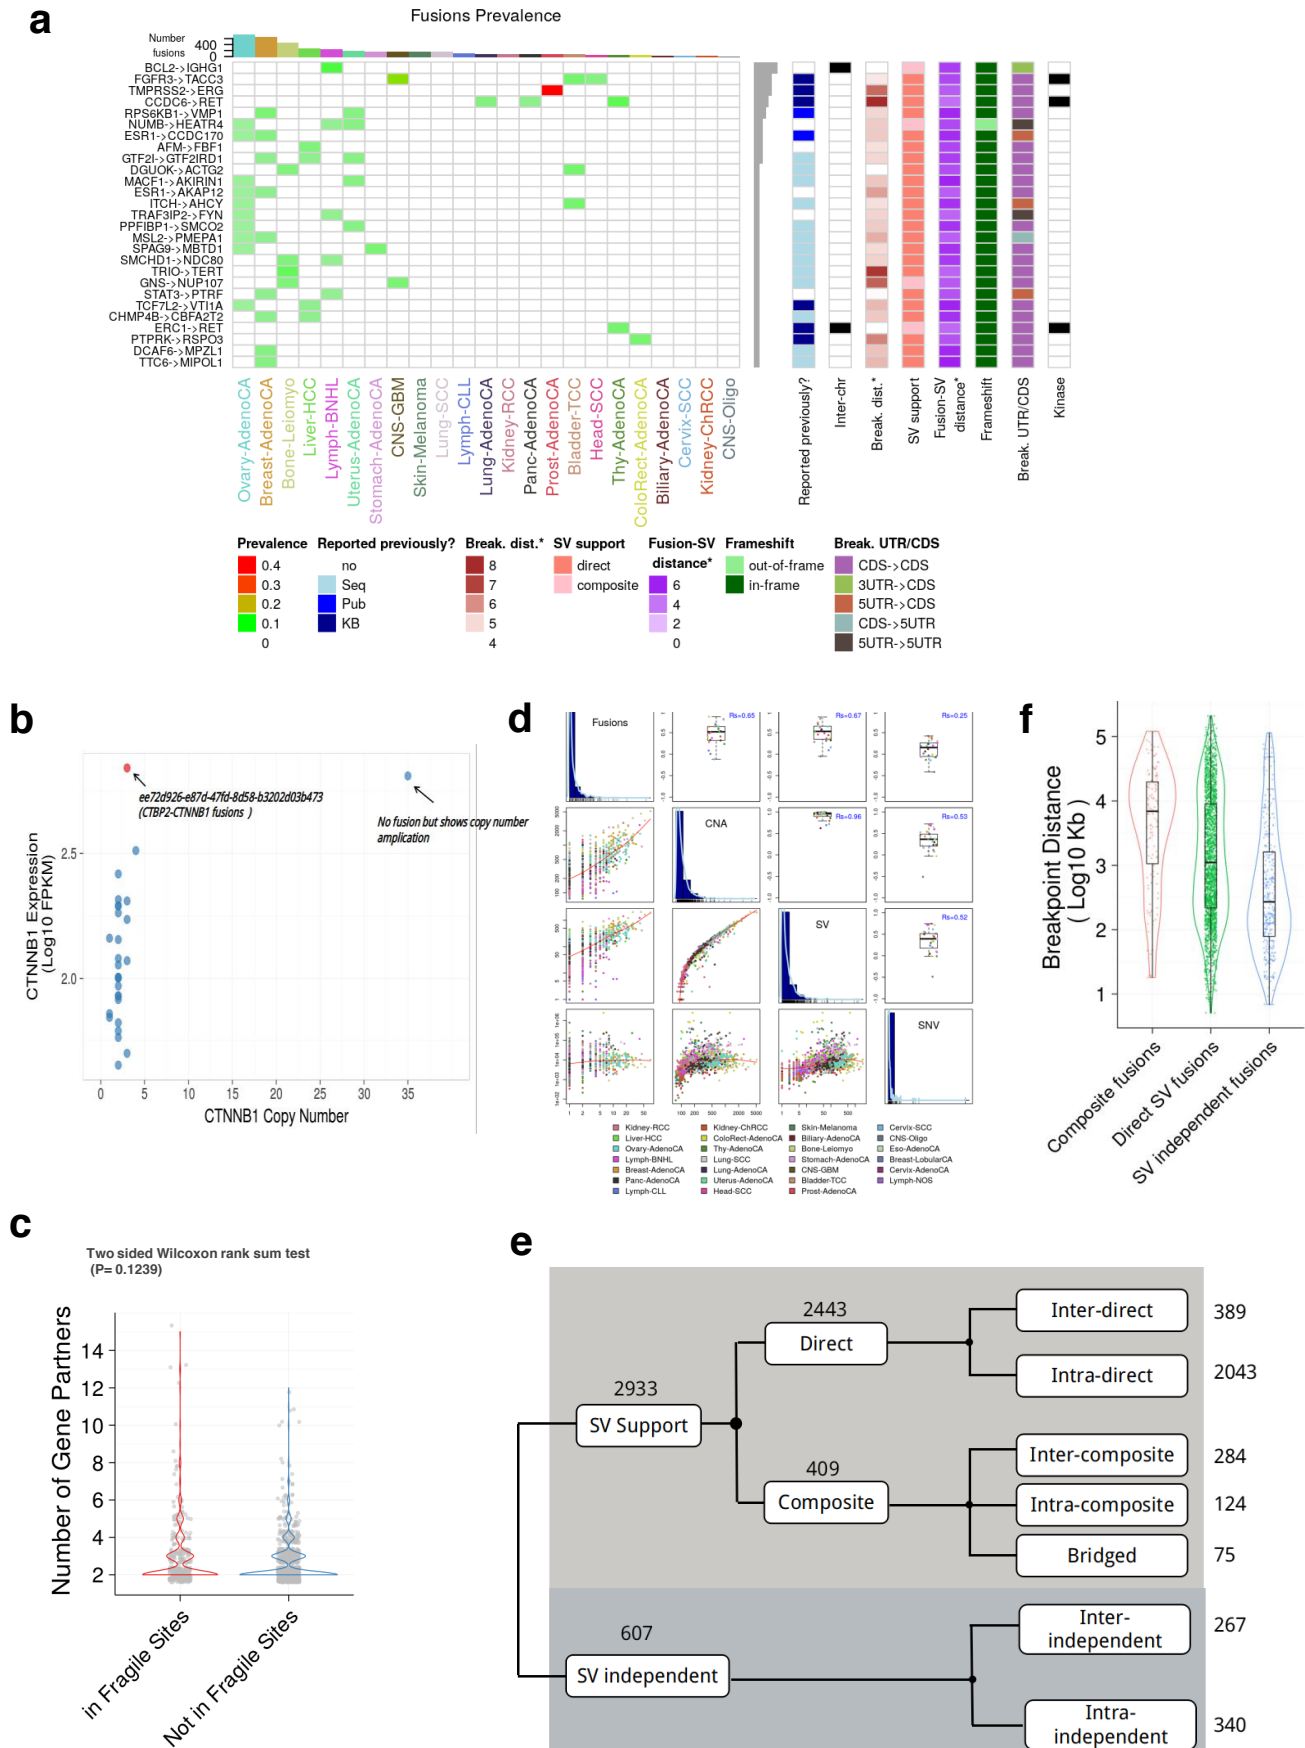 a
Fusions Prevalence
Number
fusions
400
0
BCL2->IGHG1
FGFR3->TACC3
TMPRSS2->ERG
CCDC6->RET
RPS6KB1->VMP1
NUMB->HEATR4
ESR1->CCDC170
AFM->FBF1
GTF2I->GTF2IRD1
DGUOK->ACTG2
MACF1->AKIRIN1
ESR1->AKAP12
ITCH->AHCY
TRAF3IP2->FYN
PPFIBP1->SMCO2
MSL2->PMEPA1
SPAG9->MBTD1
SMCHD1->NDC80
TRIO->TERT
GNS->NUP107
STAT3->PTRF
TCF7L2->VTI1A
CHMP4B->CBFA2T2
ERC1->RET
PTPRK->RSPO3
DCAF6->MPZL1
TTC6->MIPOL1
Ovary-AdenoCA
Breast-AdenoCA
Bone-Leiomyo
Liver-HCC
Lymph-BNHL
Uterus-AdenoCA
Stomach-AdenoCA
CNS-GBM
Skin-Melanoma
Lung-SCC
Lymph-CLL
Lung-AdenoCA
Kidney-RCC
Panc-AdenoCA
Prost-AdenoCA
Bladder-TCC
Head-SCC
Thy-AdenoCA
ColoRect-AdenoCA
Biliary-AdenoCA
Cervix-SCC
Kidney-ChRCC
CNS-Oligo
Reported previously?
Inter-chr
Break. dist.*
SV support
Fusion-SV
distance*
Frameshift
Break. UTR/CDS
Kinase
Prevalence
0.4
0.3
0.2
0.1
0
Reported previously?
no
Seq
Pub
KB
Break. dist.*
8
7
6
5
4
SV support
direct
composite
Fusion-SV
distance*
6
4
2
0
Frameshift
out-of-frame
in-frame
Break. UTR/CDS
CDS->CDS
3UTR->CDS
5UTR->CDS
CDS->5UTR
5UTR->5UTR
b
CTNNB1 Expression
(Log10 FPKM)
2.5
2.0
ee72d926-e87d-47fd-8d58-b3202d03b473
(CTBP2-CTNNB1 fusions )
No fusion but shows copy number
amplication
0 5 10 15 20 25 30 35 40
CTNNB1 Copy Number
d
Fusions
Rs=0.65
Rs=0.67
Rs=0.25
CNA
Rs=0.96
Rs=0.53
SV
Rs=0.52
SNV
1 2 5 10 20 50
100 200 500 2000 5000
1 5 50 500
Kidney-RCC
Liver-HCC
Ovary-AdenoCA
Lymph-BNHL
Breast-AdenoCA
Panc-AdenoCA
Lymph-CLL
Kidney-ChRCC
ColoRect-AdenoCA
Thy-AdenoCA
Lung-SCC
Lung-AdenoCA
Uterus-AdenoCA
Head-SCC
Skin-Melanoma
Biliary-AdenoCA
Bone-Leiomyo
Stomach-AdenoCA
CNS-GBM
Bladder-TCC
Prost-AdenoCA
Cervix-SCC
CNS-Oligo
Eso-AdenoCA
Breast-LobularCA
Cervix-AdenoCA
Lymph-NOS
f
Breakpoint Distance
( Log10 Kb )
5
4
3
2
1
Composite fusions
Direct SV fusions
SV independent fusions
c
Two sided Wilcoxon rank sum test
(P= 0.1239)
Number of Gene Partners
14
12
10
8
6
4
2
in Fragile Sites
Not in Fragile Sites
e
2933
SV Support
2443
Direct
Inter-direct
389
Intra-direct
2043
409
Composite
Inter-composite
284
Intra-composite
124
Bridged
75
607
SV independent
Inter-
independent
267
Intra-
independent
340